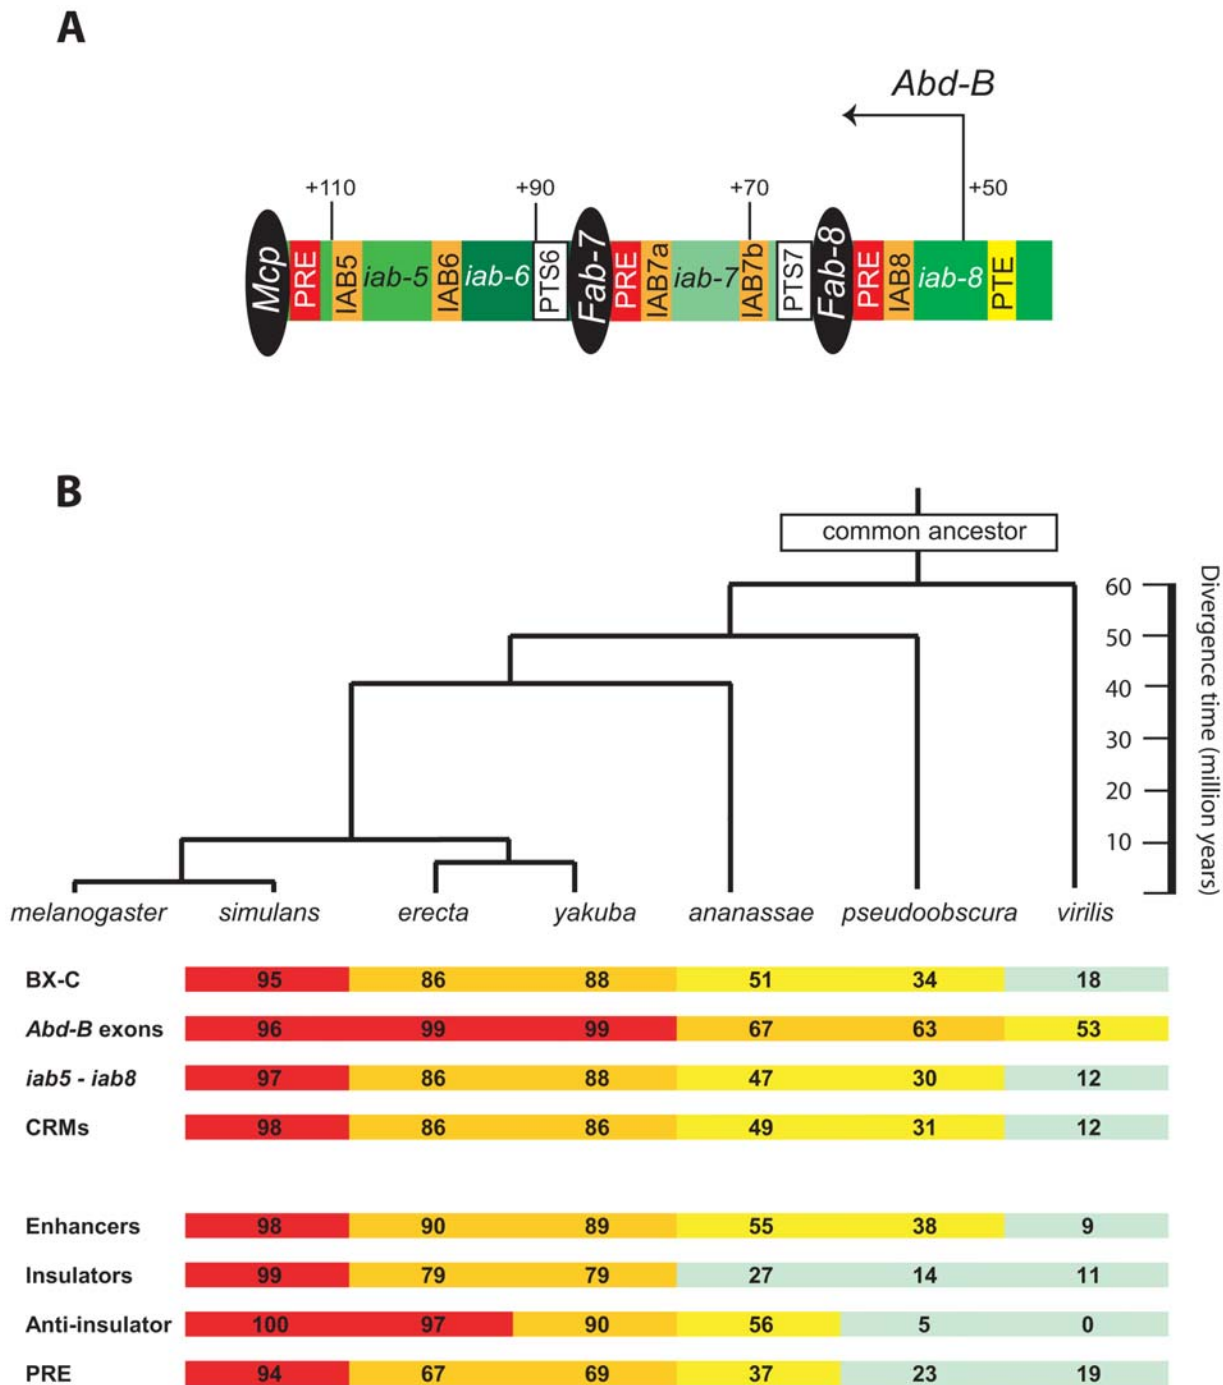 A
Abd-B
+110 +90 +70 +50
Mcp PRE IAB5 iab-5 IAB6 iab-6 PTS6 Fab-7 PRE IAB7a iab-7 IAB7b PTS7 Fab-8 PRE IAB8 iab-8 PTE
B
common ancestor
60
50
40
30
20
10
Divergence time (million years)
melanogaster simulans erecta yakuba ananassae pseudoobscura virilis
BX-C 95 86 88 51 34 18
Abd-B exons 96 99 99 67 63 53
iab5 - iab8 97 86 88 47 30 12
CRMs 98 86 86 49 31 12
Enhancers 98 90 89 55 38 9
Insulators 99 79 79 27 14 11
Anti-insulator 100 97 90 56 5 0
PRE 94 67 69 37 23 19